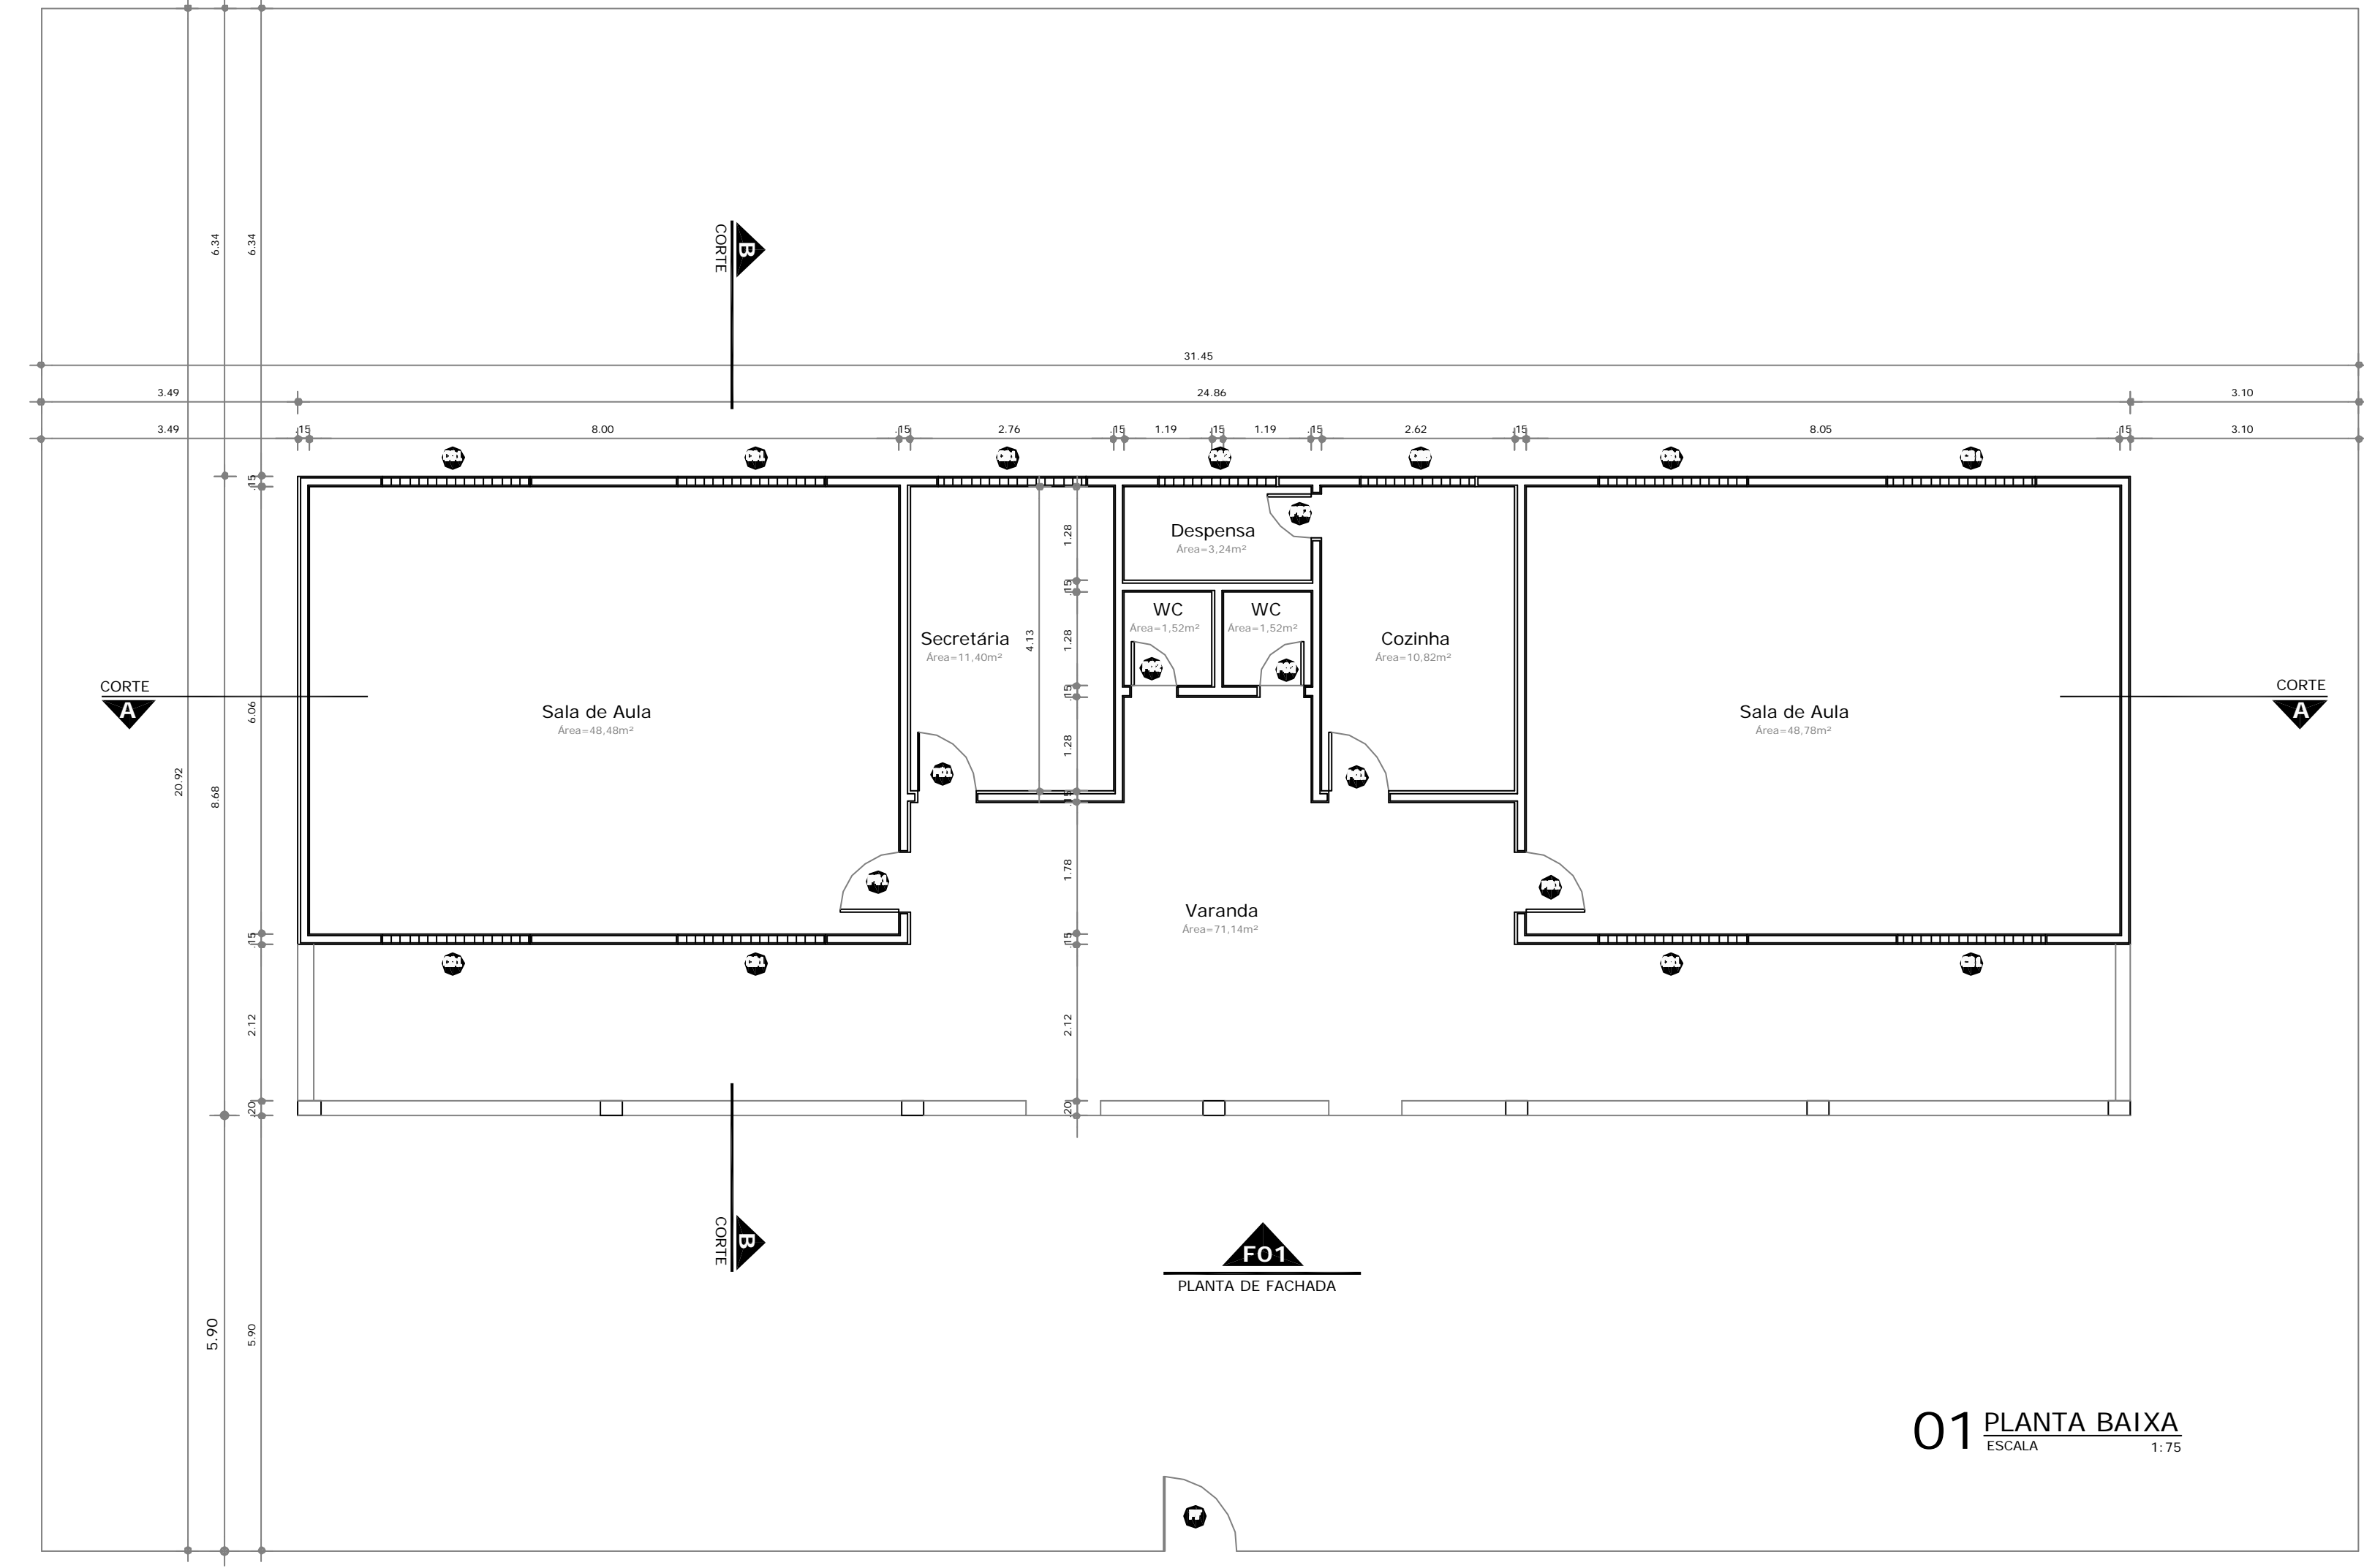 6.34
6.34
CORTE
B
31.45
3.49
24.86
3.10
3.49
.15
8.00
.15
2.76
.15
1.19
.15
1.19
.15
2.62
.15
8.05
.15
3.10
.15
1.28
Despensa
Área=3,24m²
.15
WC
Área=1,52m²
WC
Área=1,52m²
Secretária
Área=11,40m²
4.13
1.28
Cozinha
Área=10,82m²
.15
CORTE
A
CORTE
A
Sala de Aula
Área=48,48m²
Sala de Aula
Área=48,78m²
6.06
20.92
8.68
1.28
1.78
Varanda
Área=71,14m²
.15
.15
2.12
2.12
.20
.20
CORTE
B
F01
PLANTA DE FACHADA
5.90
5.90
01 PLANTA BAIXA
ESCALA 1:75